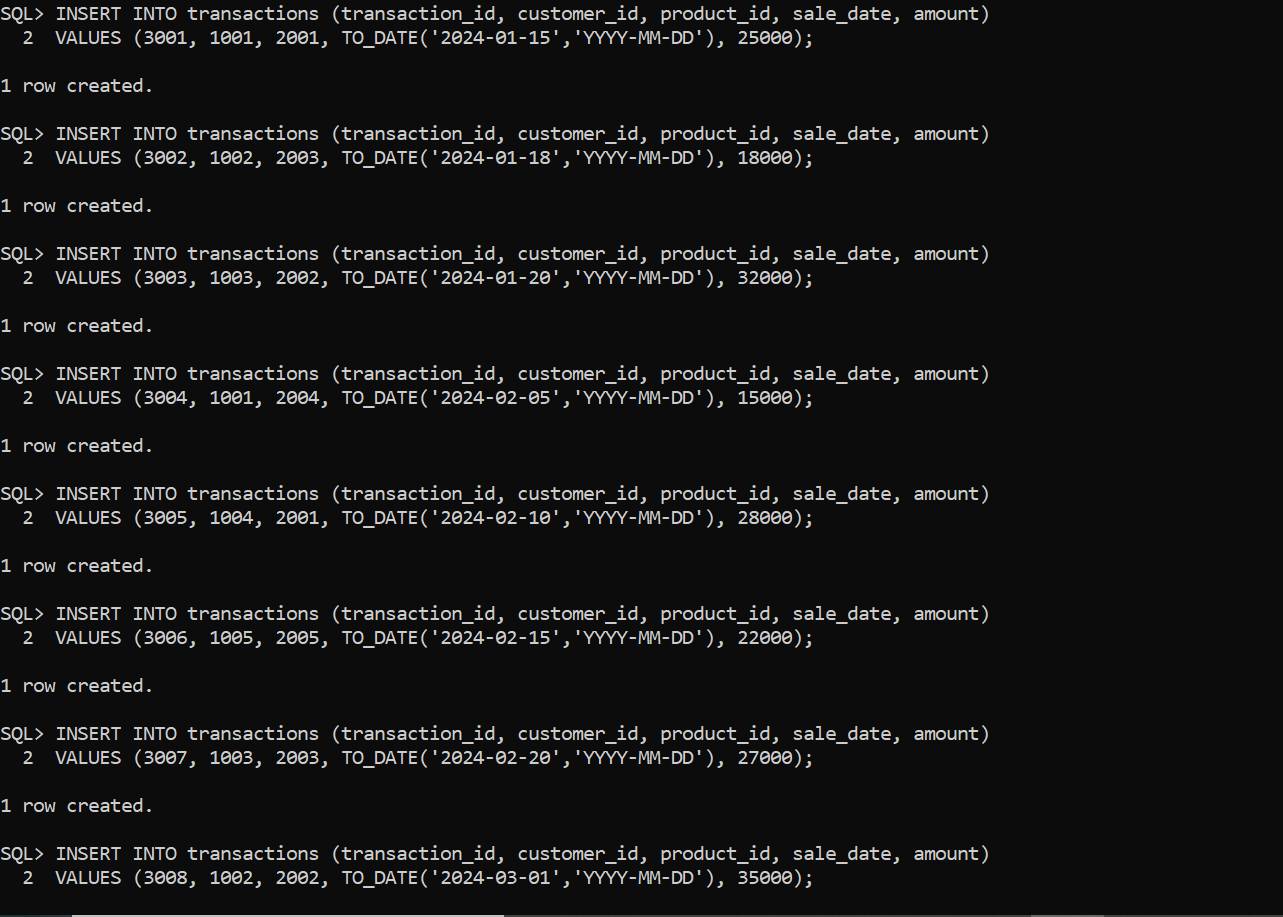 SQL> INSERT INTO transactions (transaction_id, customer_id, product_id, sale_date, amount)
2 VALUES (3001, 1001, 2001, TO_DATE('2024-01-15','YYYY-MM-DD'), 25000);
1 row created.
SQL> INSERT INTO transactions (transaction_id, customer_id, product_id, sale_date, amount)
2 VALUES (3002, 1002, 2003, TO_DATE('2024-01-18','YYYY-MM-DD'), 18000);
1 row created.
SQL> INSERT INTO transactions (transaction_id, customer_id, product_id, sale_date, amount)
2 VALUES (3003, 1003, 2002, TO_DATE('2024-01-20','YYYY-MM-DD'), 32000);
1 row created.
SQL> INSERT INTO transactions (transaction_id, customer_id, product_id, sale_date, amount)
2 VALUES (3004, 1001, 2004, TO_DATE('2024-02-05','YYYY-MM-DD'), 15000);
1 row created.
SQL> INSERT INTO transactions (transaction_id, customer_id, product_id, sale_date, amount)
2 VALUES (3005, 1004, 2001, TO_DATE('2024-02-10','YYYY-MM-DD'), 28000);
1 row created.
SQL> INSERT INTO transactions (transaction_id, customer_id, product_id, sale_date, amount)
2 VALUES (3006, 1005, 2005, TO_DATE('2024-02-15','YYYY-MM-DD'), 22000);
1 row created.
SQL> INSERT INTO transactions (transaction_id, customer_id, product_id, sale_date, amount)
2 VALUES (3007, 1003, 2003, TO_DATE('2024-02-20','YYYY-MM-DD'), 27000);
1 row created.
SQL> INSERT INTO transactions (transaction_id, customer_id, product_id, sale_date, amount)
2 VALUES (3008, 1002, 2002, TO_DATE('2024-03-01','YYYY-MM-DD'), 35000);